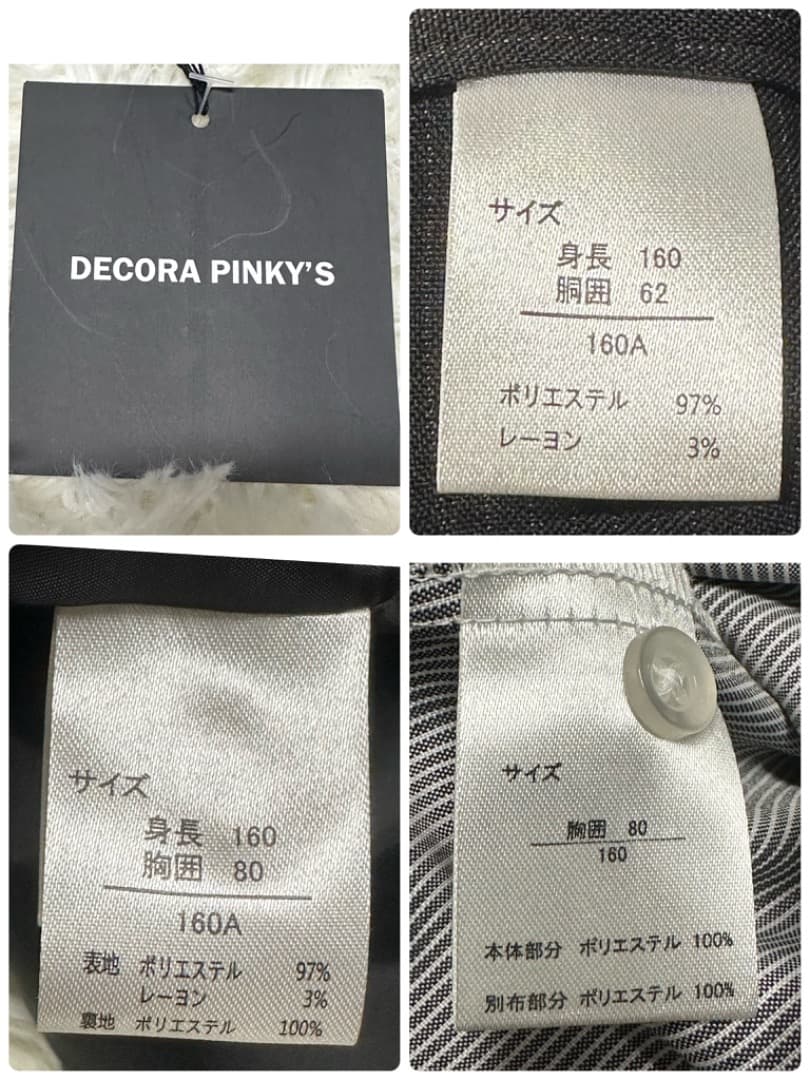 DECORA PINKY'S
サイズ
身長 160
胴囲 62
160A
ポリエステル 97%
レーヨン 3%
サイズ
身長 160
胸囲 80
160A
表地 ポリエステル 97%
レーヨン 3%
裏地 ポリエステル 100%
サイズ
胸囲 80
160
本体部分 ポリエステル 100%
別布部分 ポリエステル 100%